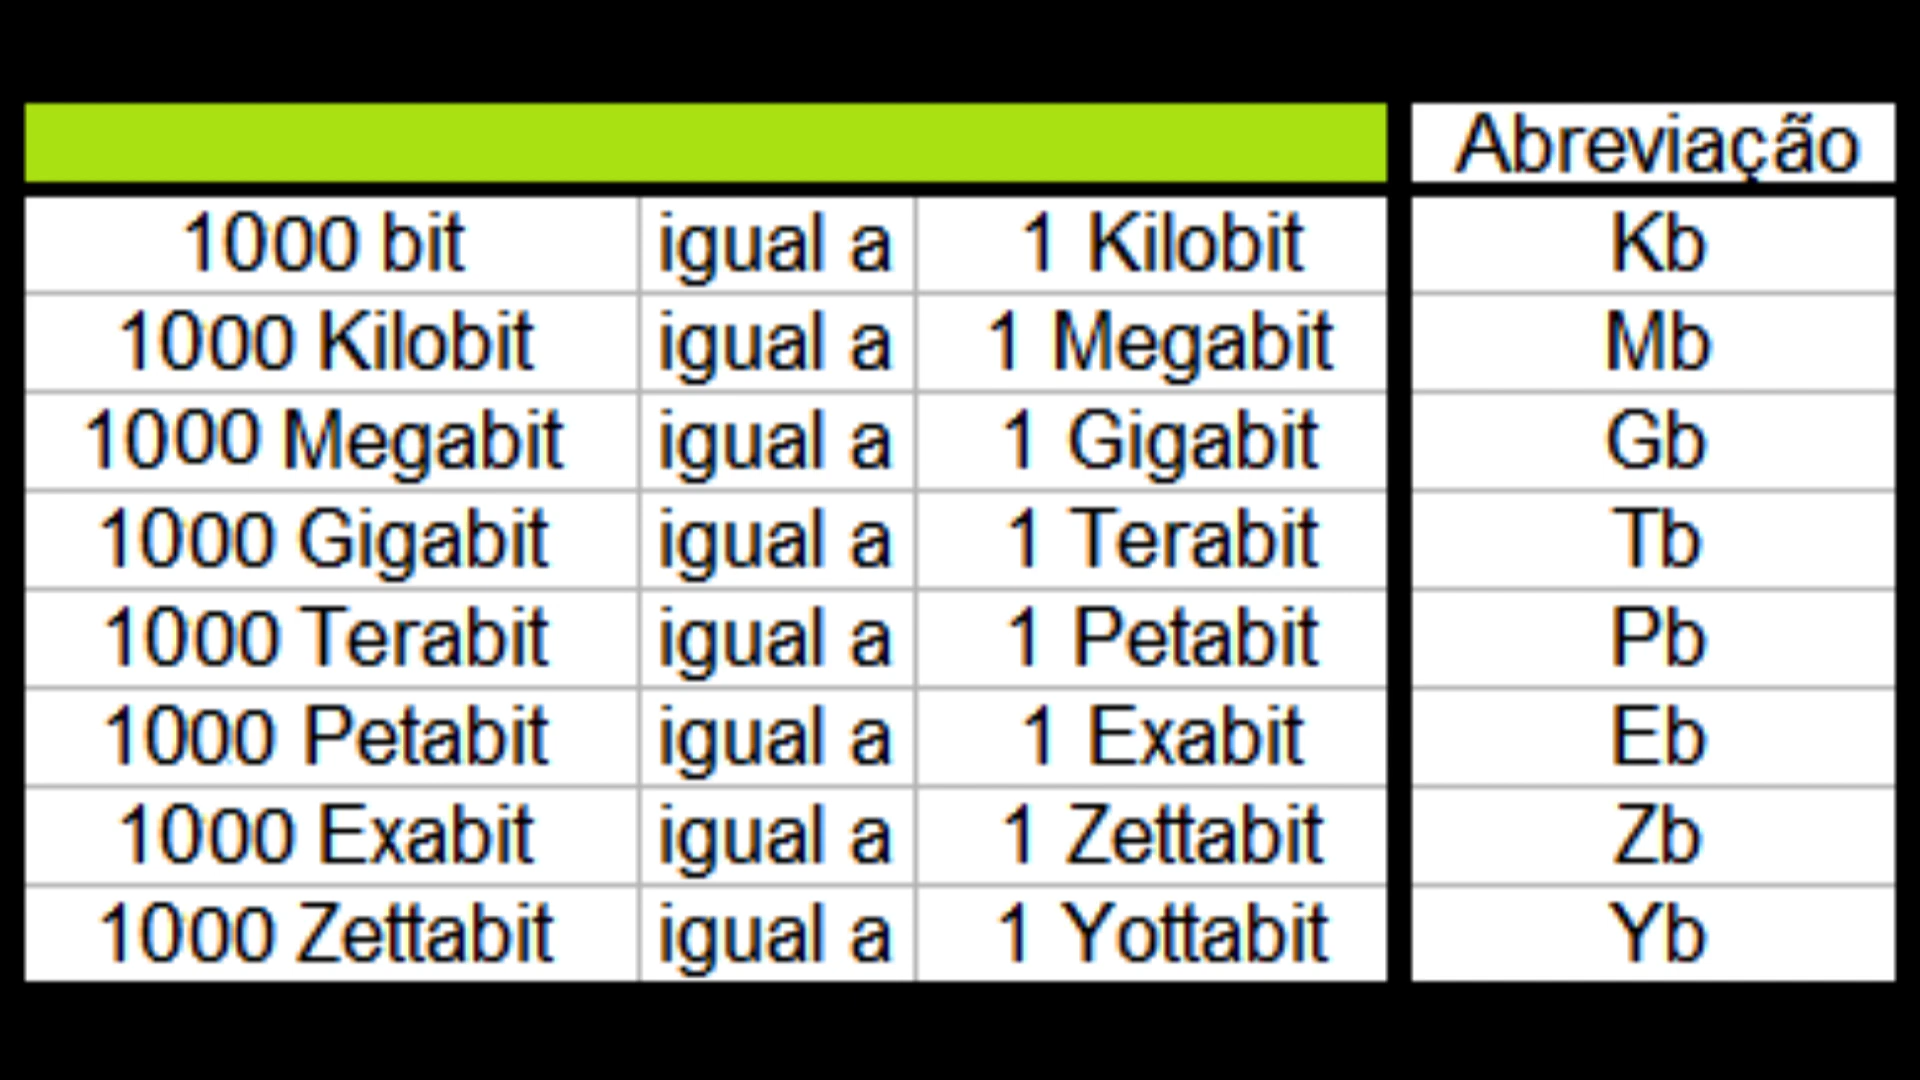 Abreviação
1000 bit igual a 1 Kilobit Kb
1000 Kilobit igual a 1 Megabit Mb
1000 Megabit igual a 1 Gigabit Gb
1000 Gigabit igual a 1 Terabit Tb
1000 Terabit igual a 1 Petabit Pb
1000 Petabit igual a 1 Exabit Eb
1000 Exabit igual a 1 Zettabit Zb
1000 Zettabit igual a 1 Yottabit Yb